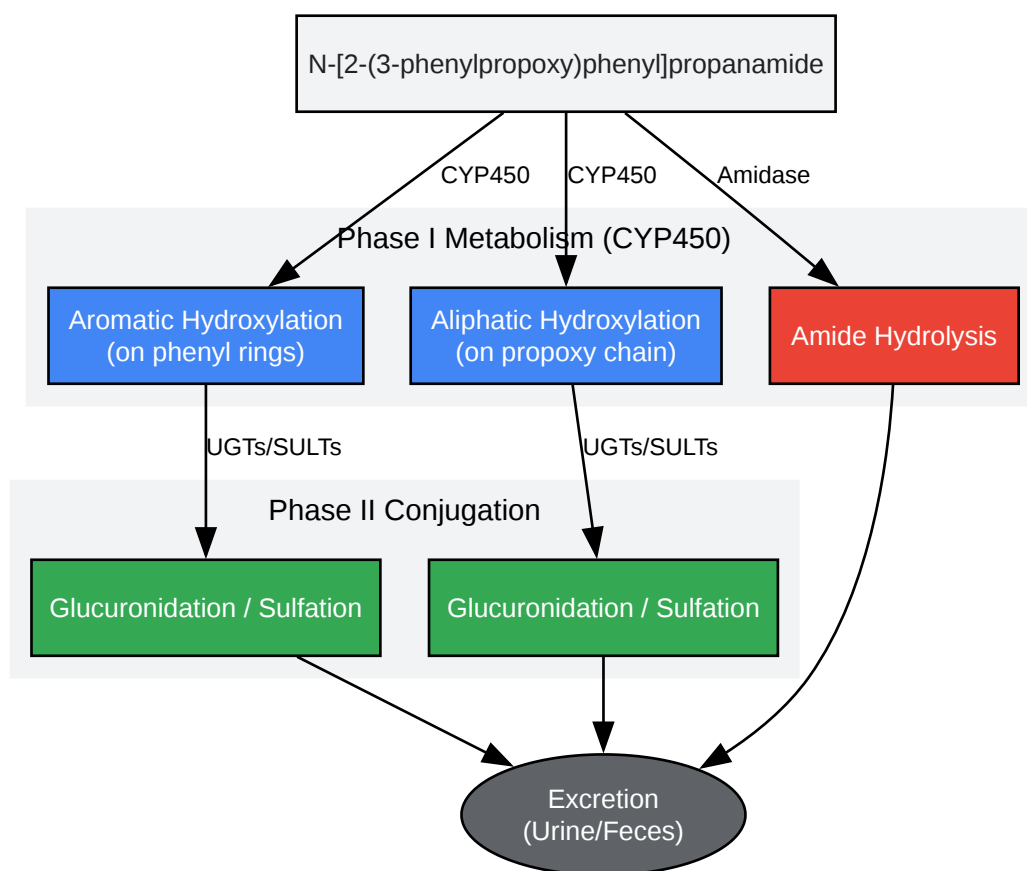 N-[2-(3-phenylpropoxy)phenyl]propanamide
CYP450
CYP450
Amidase
Phase I Metabolism (CYP450)
Aromatic Hydroxylation
(on phenyl rings)
Aliphatic Hydroxylation
(on propoxy chain)
Amide Hydrolysis
UGTs/SULTs
UGTs/SULTs
Phase II Conjugation
Glucuronidation / Sulfation
Glucuronidation / Sulfation
Excretion
(Urine/Feces)